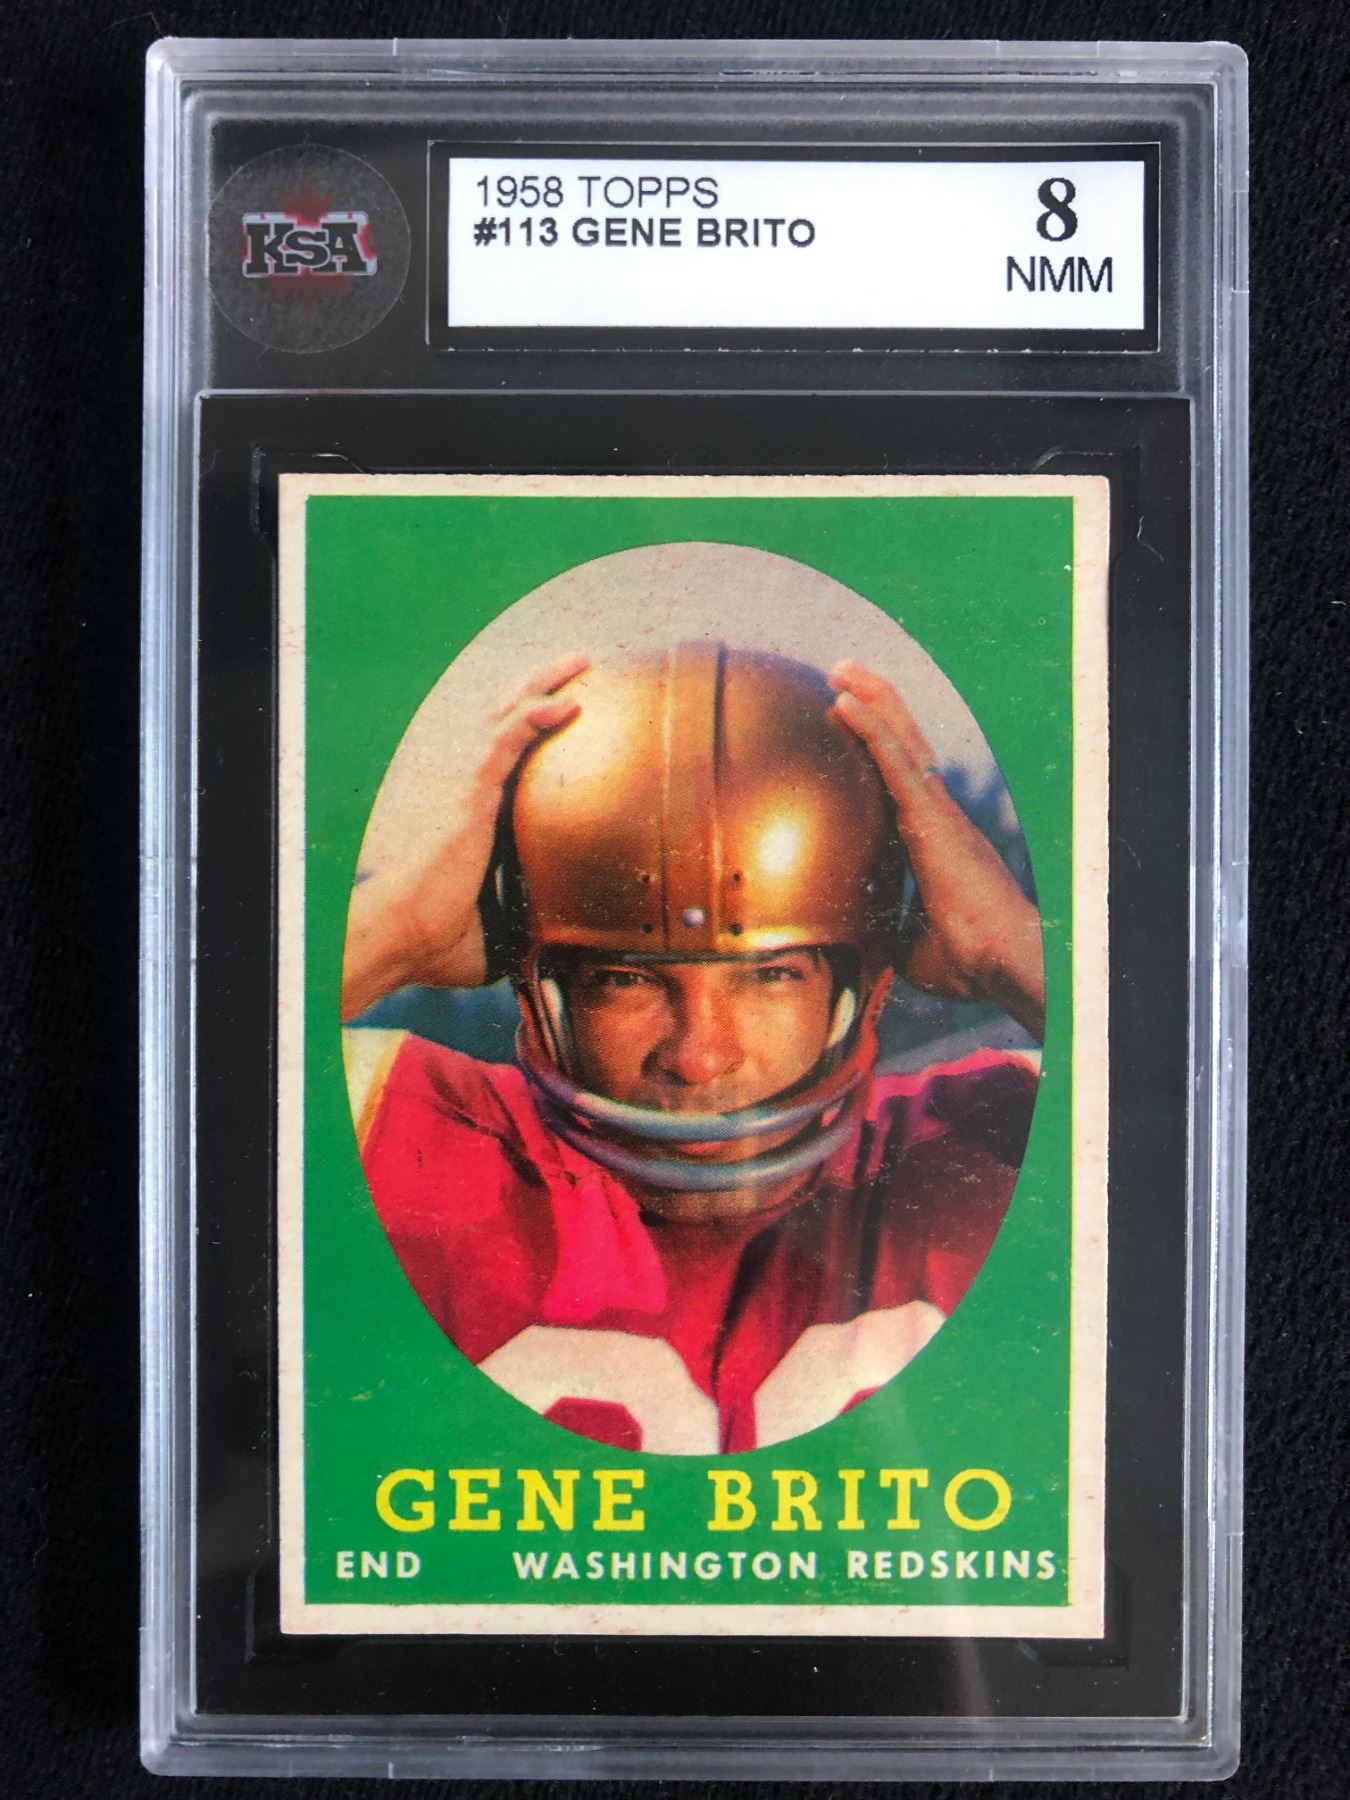 KSA
1958 TOPPS
#113 GENE BRITO
8
NMM
GENE BRITO
END WASHINGTON REDSKINS